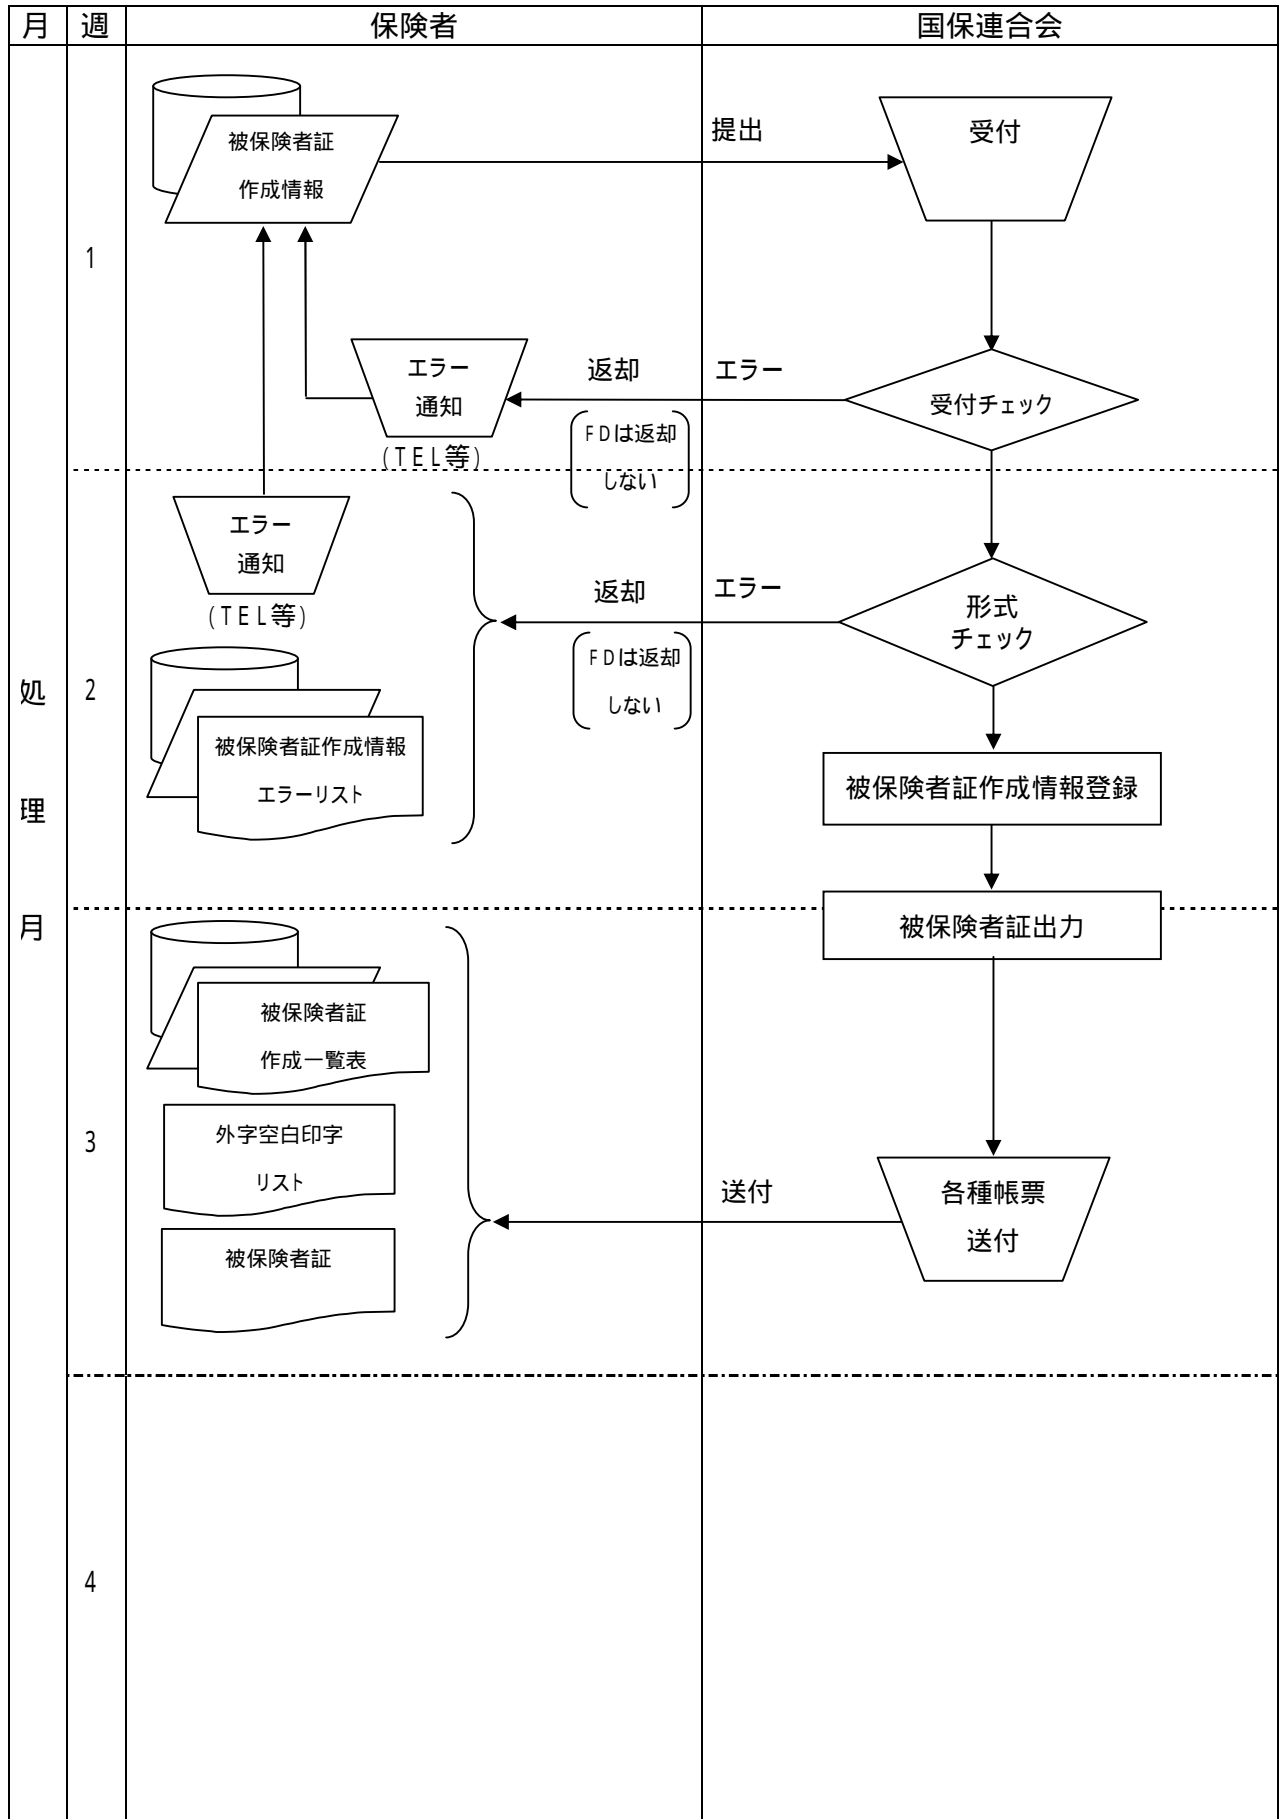 月 週 保険者 国保連合会
処
理
月
1
被保険者証
作成情報
提出
受付
エラー
通知
(TEL等)
返却
エラー
FDは返却
しない
受付チェック
2
エラー
通知
(TEL等)
返却
エラー
FDは返却
しない
形式
チェック
被保険者証作成情報
エラーリスト
被保険者証作成情報登録
被保険者証出力
3
被保険者証
作成一覧表
外字空白印字
リスト
被保険者証
送付
各種帳票
送付
4